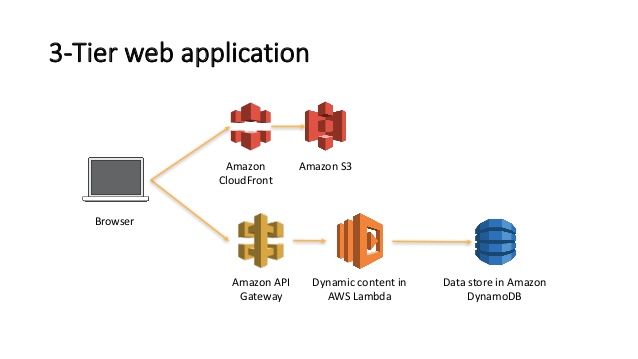 3-Tier web application
Amazon
CloudFront
Amazon S3
Browser
Amazon API
Gateway
Dynamic content in
AWS Lambda
Data store in Amazon
DynamoDB